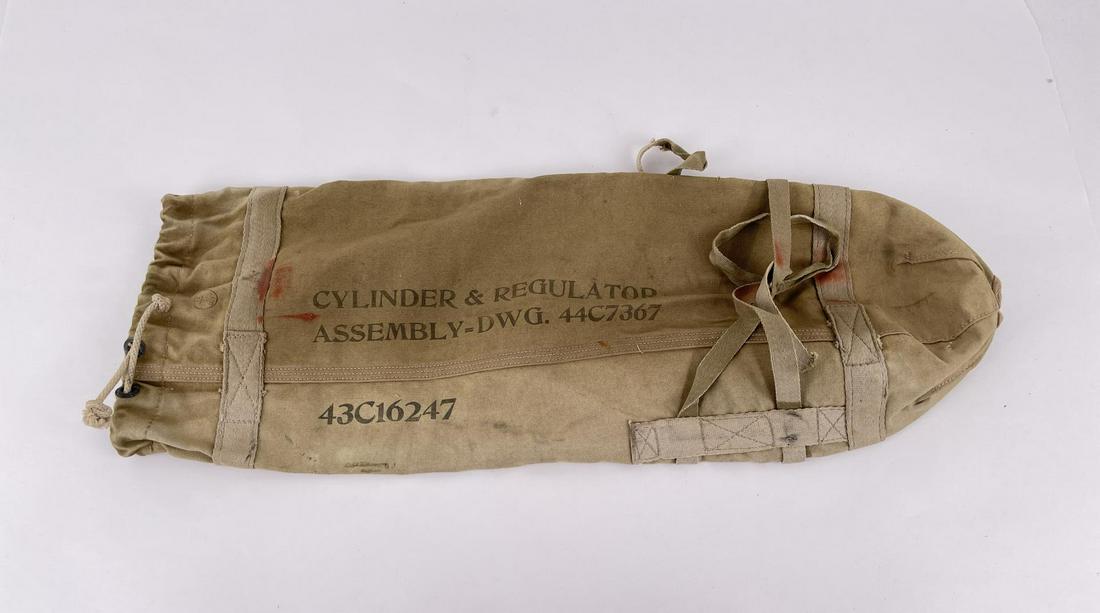 CYLINDER & REGULATOR
ASSEMBLY-DWG. 44C7367
43C16247